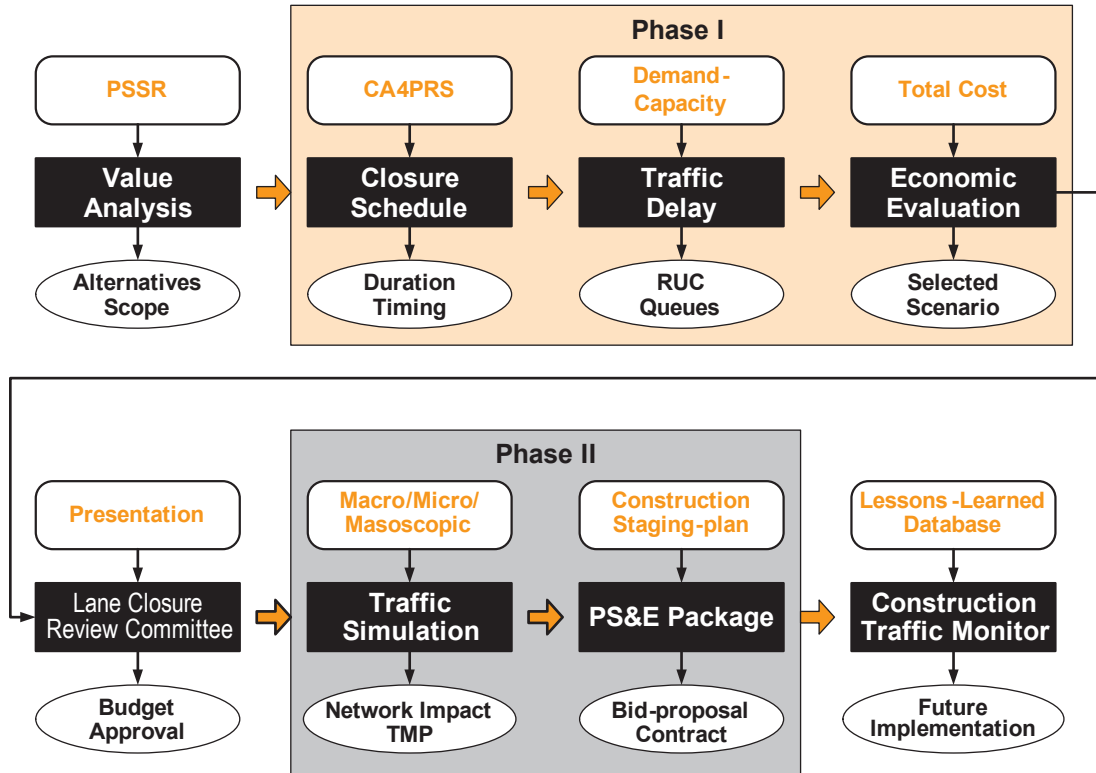 Phase I
PSSR
CA4PRS
Demand-
Capacity
Total Cost
Value
Analysis
Closure
Schedule
Traffic
Delay
Economic
Evaluation
Alternatives
Scope
Duration
Timing
RUC
Queues
Selected
Scenario
Phase II
Presentation
Macro/Micro/
Masoscopic
Construction
Staging-plan
Lessons-Learned
Database
Lane Closure
Review Committee
Traffic
Simulation
PS&E Package
Construction
Traffic Monitor
Budget
Approval
Network Impact
TMP
Bid-proposal
Contract
Future
Implementation